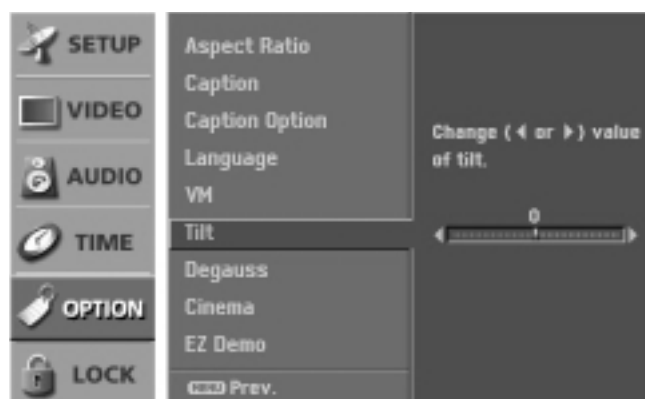 SETUP
VIDEO
AUDIO
TIME
OPTION
LOCK
Aspect Ratio
Caption
Caption Option
Language
VM
Tilt
Degauss
Cinema
EZ Demo
MENU Prev.
Change (◀ or ▶) value
of tilt.
0